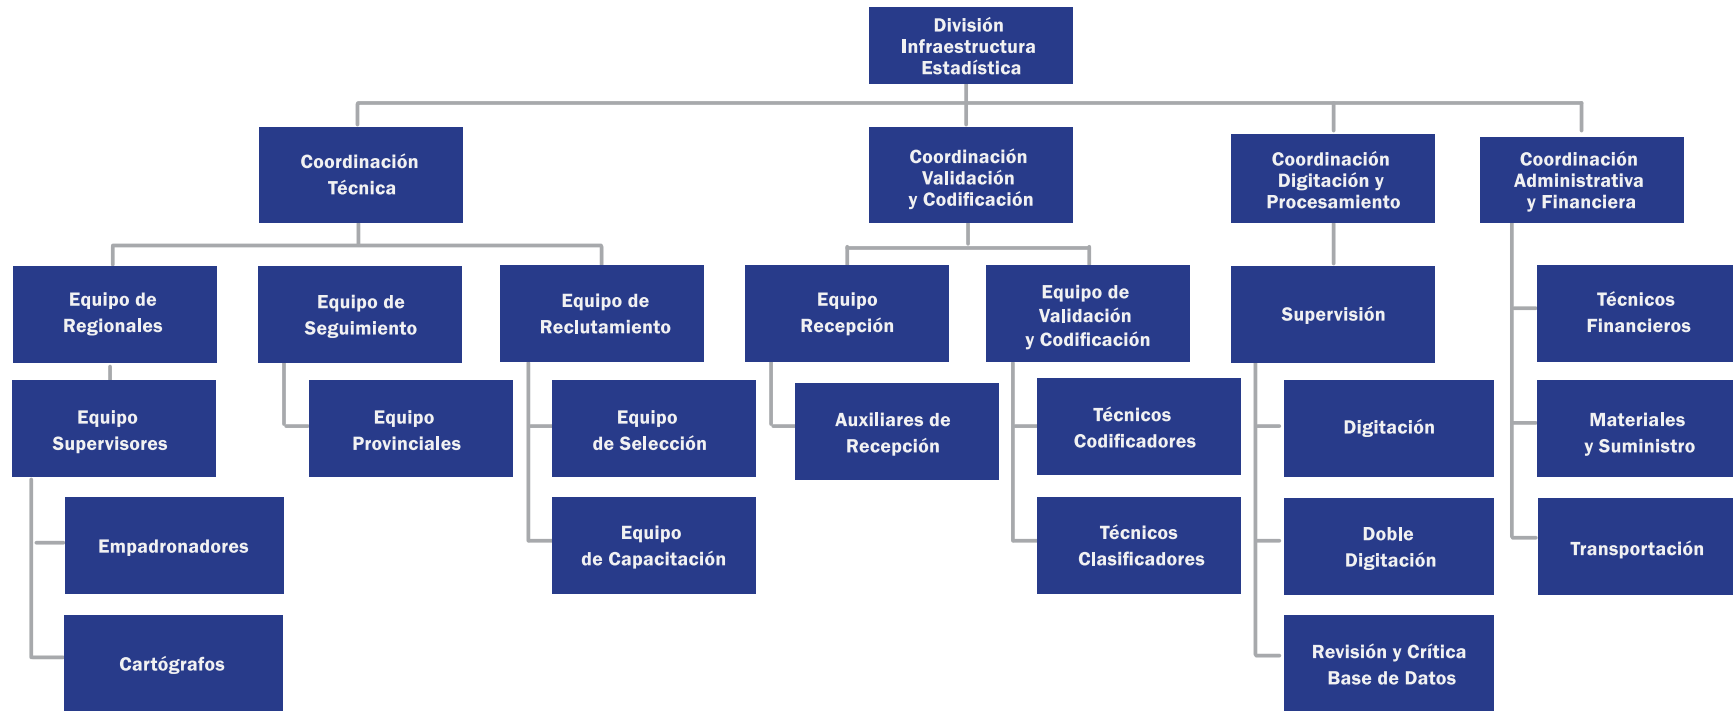 División
Infraestructura
Estadística
Coordinación
Técnica
Coordinación
Validación
y Codificación
Coordinación
Digitación y
Procesamiento
Coordinación
Administrativa
y Financiera
Equipo de
Regionales
Equipo de
Seguimiento
Equipo de
Reclutamiento
Equipo
Recepción
Equipo de
Validación
y Codificación
Supervisión
Técnicos
Financieros
Equipo
Supervisores
Equipo
Provinciales
Equipo
de Selección
Auxiliares de
Recepción
Técnicos
Codificadores
Digitación
Materiales
y Suministro
Empadronadores
Equipo
de Capacitación
Técnicos
Clasificadores
Doble
Digitación
Transportación
Cartógrafos
Revisión y Crítica
Base de Datos